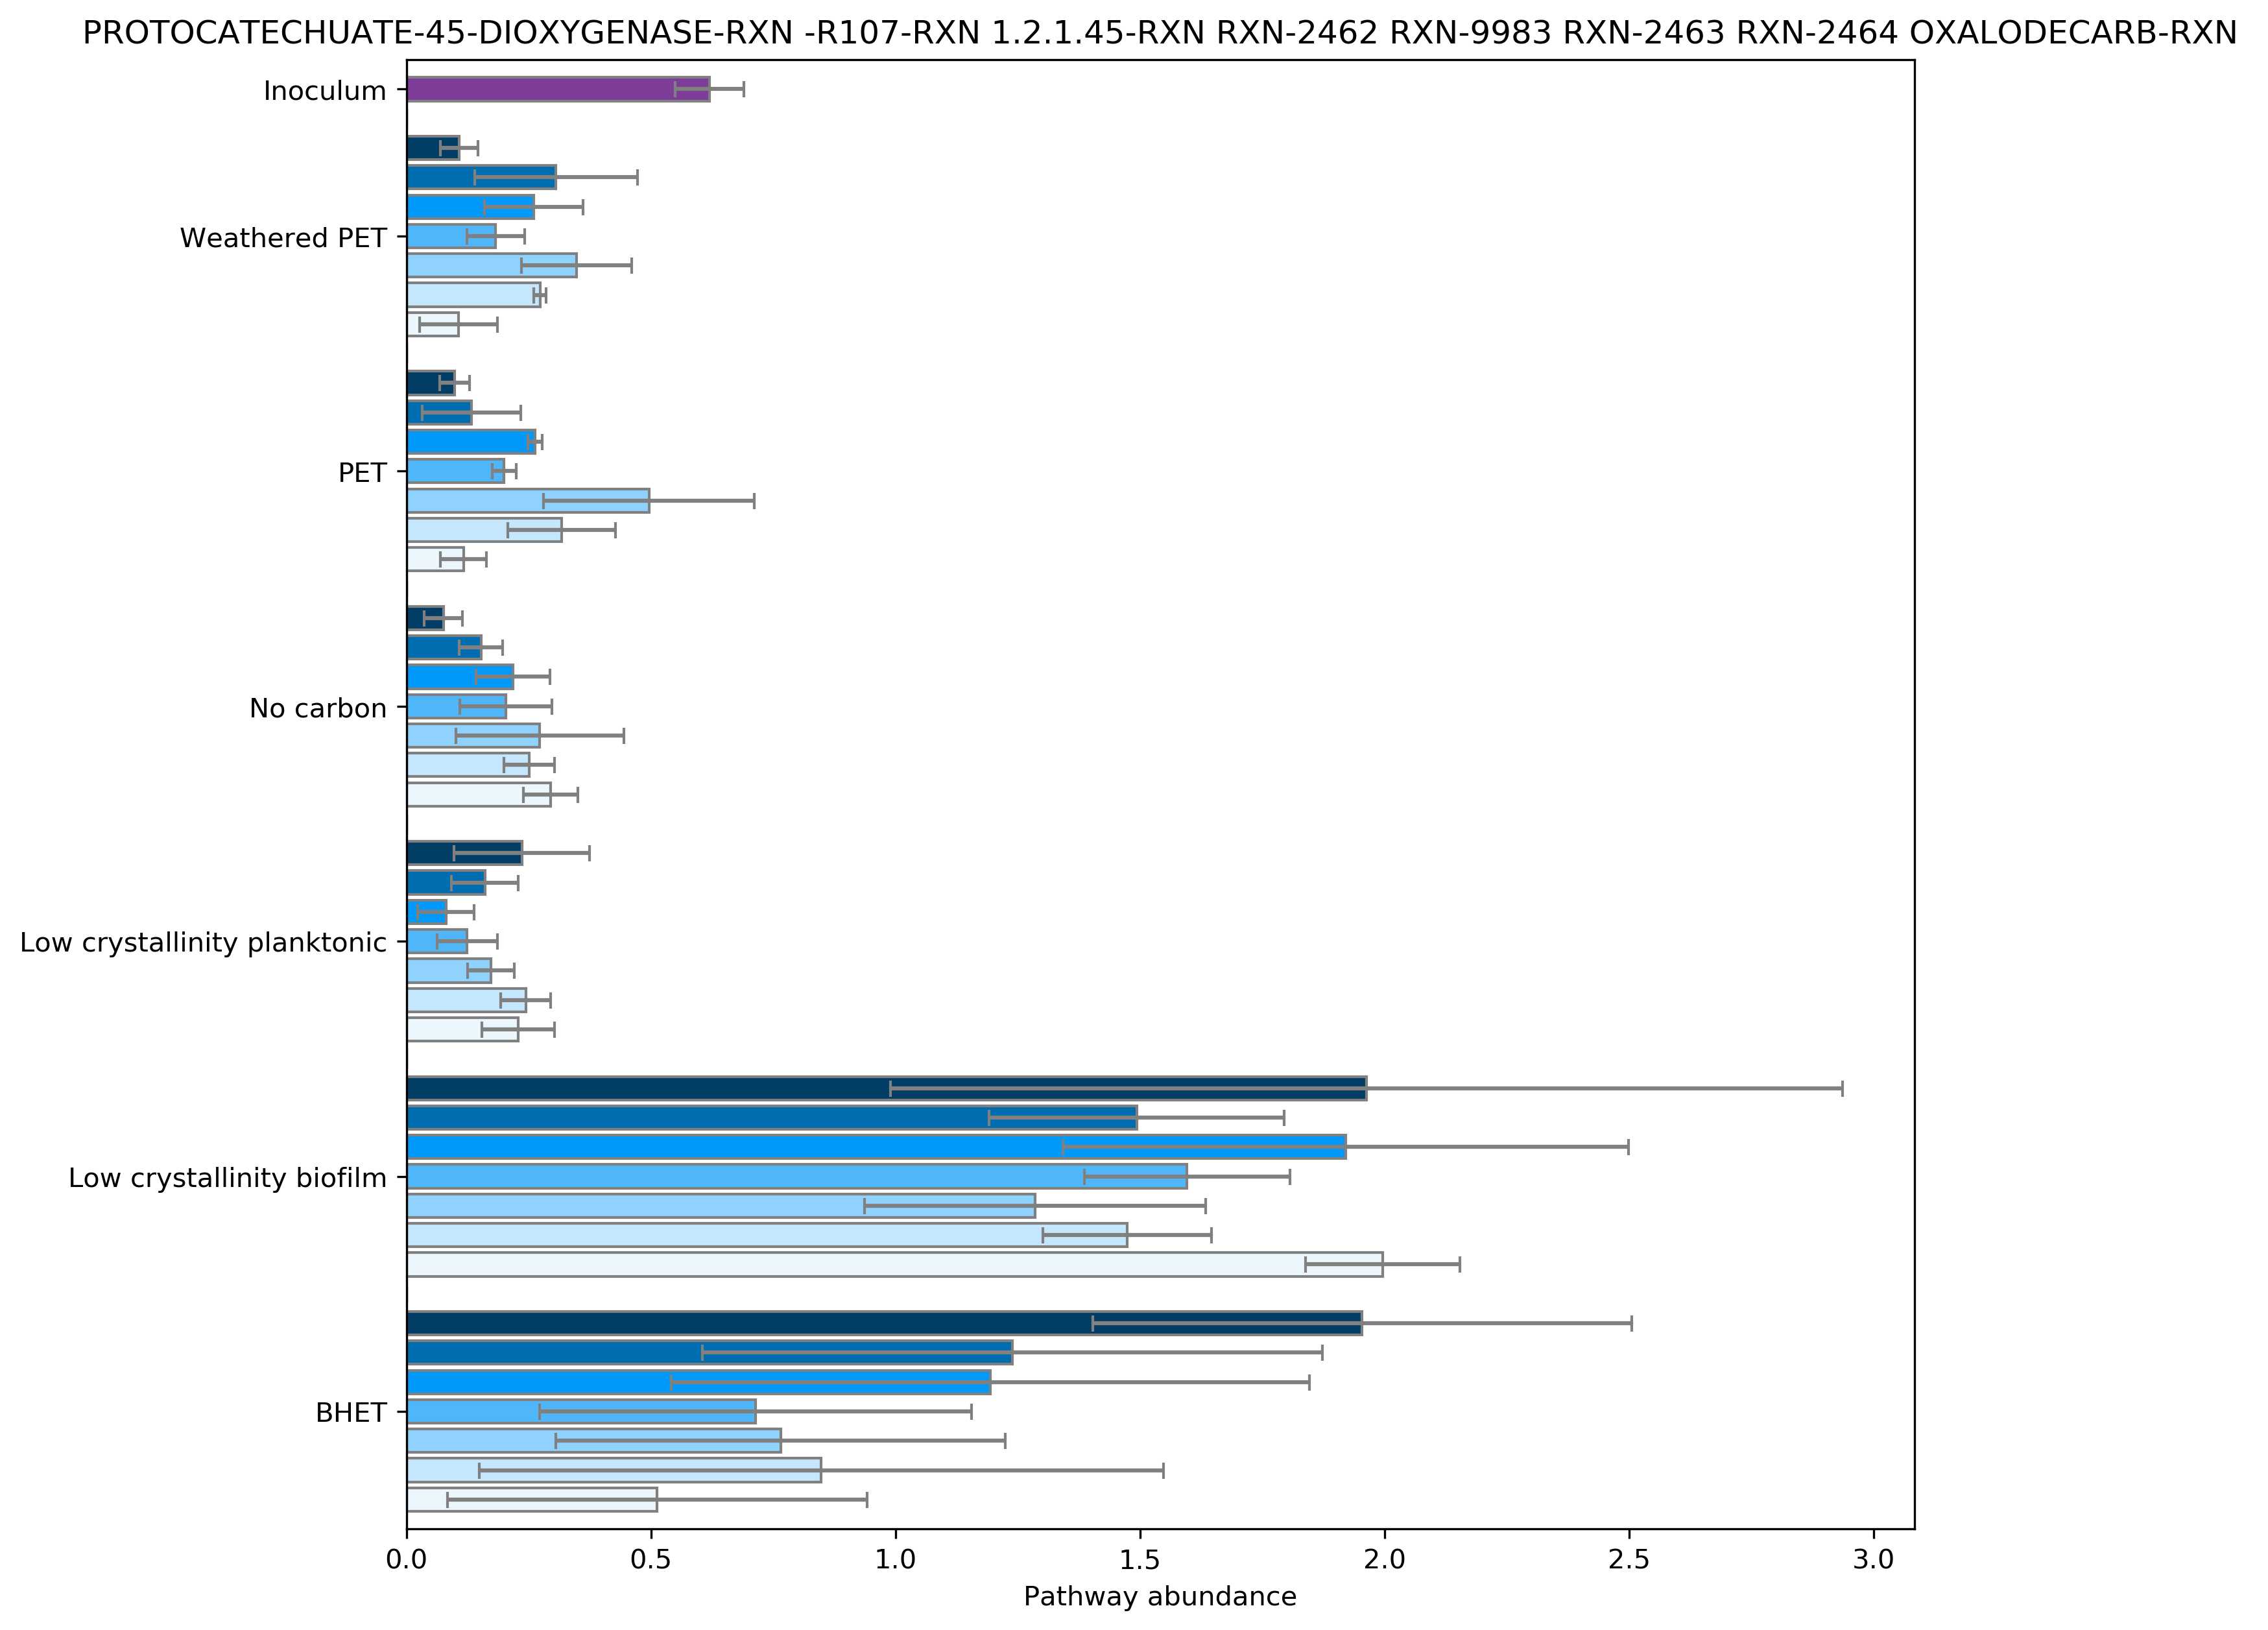 PROTOCATECHUATE-45-DIOXYGENASE-RXN -R107-RXN 1.2.1.45-RXN RXN-2462 RXN-9983 RXN-2463 RXN-2464 OXALODECARB-RXN
Inoculum
Weathered PET
PET
No carbon
Low crystallinity planktonic
Low crystallinity biofilm
BHET
0.0 0.5 1.0 1.5 2.0 2.5 3.0
Pathway abundance